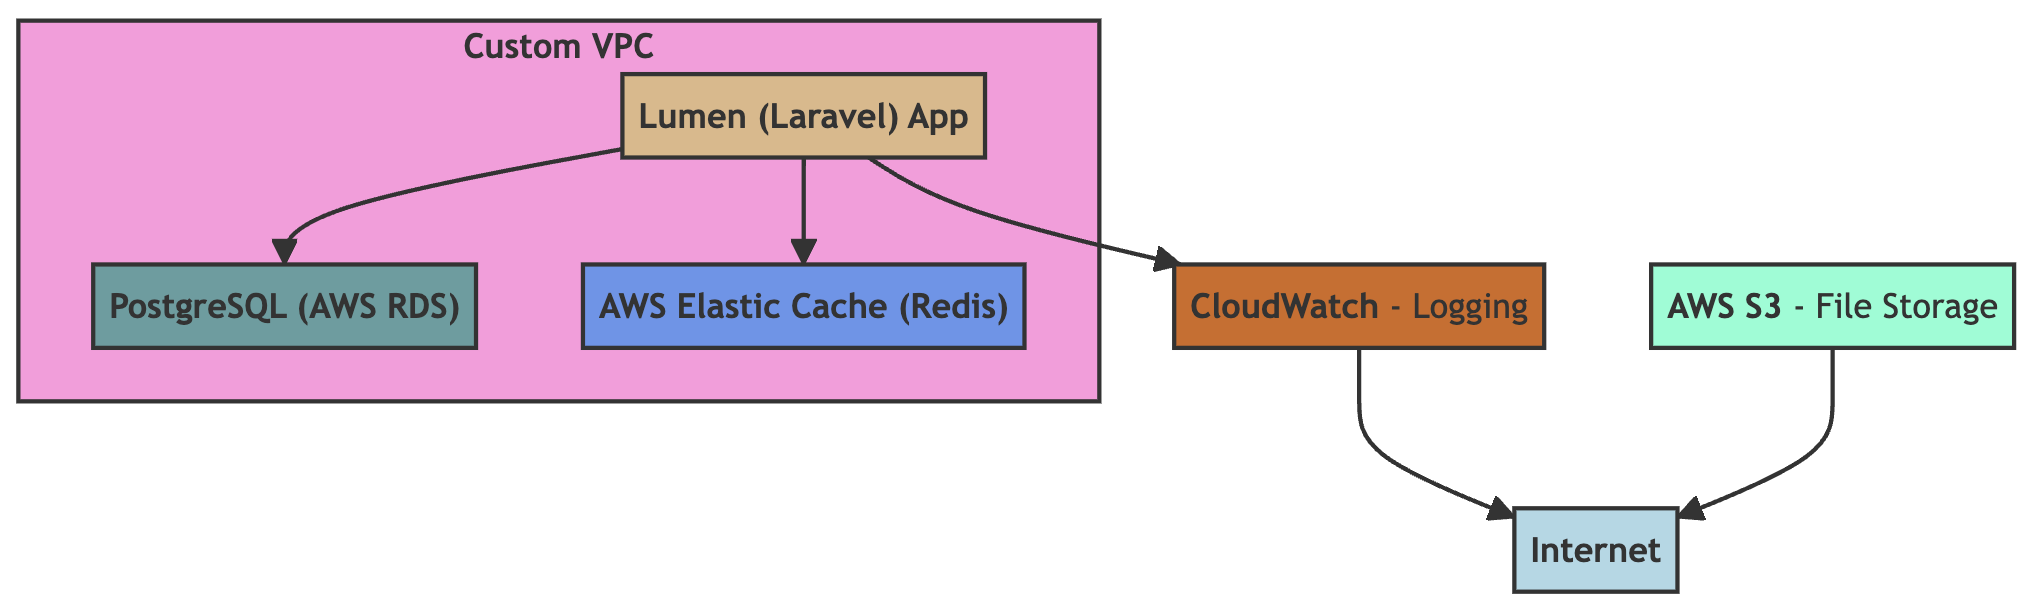 Custom VPC
Lumen (Laravel) App
PostgreSQL (AWS RDS)
AWS Elastic Cache (Redis)
CloudWatch - Logging
AWS S3 - File Storage
Internet